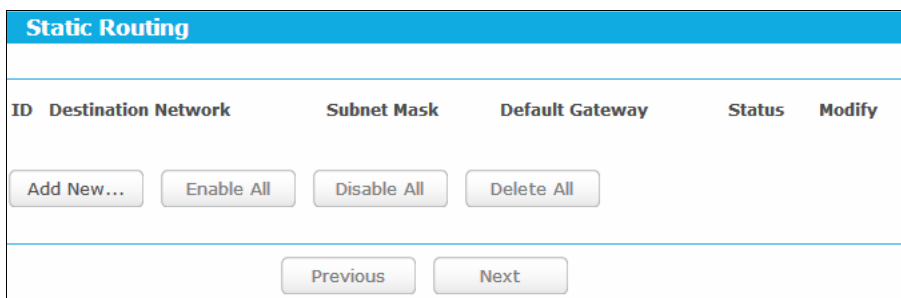 Static Routing
ID Destination Network Subnet Mask Default Gateway Status Modify
Add New... Enable All Disable All Delete All
Previous Next